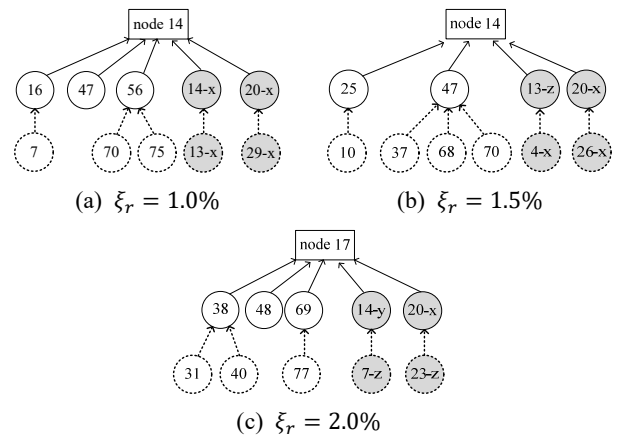 node 14 node 14
16 47 56 14-x 20-x 25 47 13-z 20-x
7 70 75 13-x 29-x 10 37 68 70 4-x 26-x
(a) ξr = 1.0% (b) ξr = 1.5%
node 17
38 48 69 14-y 20-x
31 40 77 7-z 23-z
(c) ξr = 2.0%